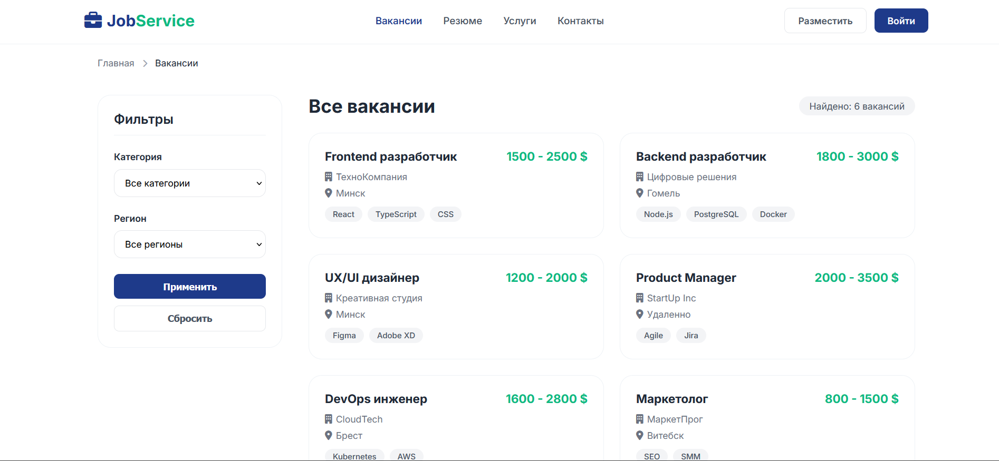 JobService
Вакансии
Резюме
Услуги
Контакты
Разместить
Войти
Главная
Вакансии
Фильтры
Категория
Все категории
Регион
Все регионы
Применить
Сбросить
Все вакансии
Найдено: 6 вакансий
Frontend разработчик
1500 - 2500 $
ТехноКомпания
Минск
React
TypeScript
CSS
Backend разработчик
1800 - 3000 $
Цифровые решения
Гомель
Node.js
PostgreSQL
Docker
UX/UI дизайнер
1200 - 2000 $
Креативная студия
Минск
Figma
Adobe XD
Product Manager
2000 - 3500 $
StartUp Inc
Удаленно
Agile
Jira
DevOps инженер
1600 - 2800 $
CloudTech
Брест
Kubernetes
AWS
Маркетолог
800 - 1500 $
МаркетПрог
Витебск
SEO
SMM